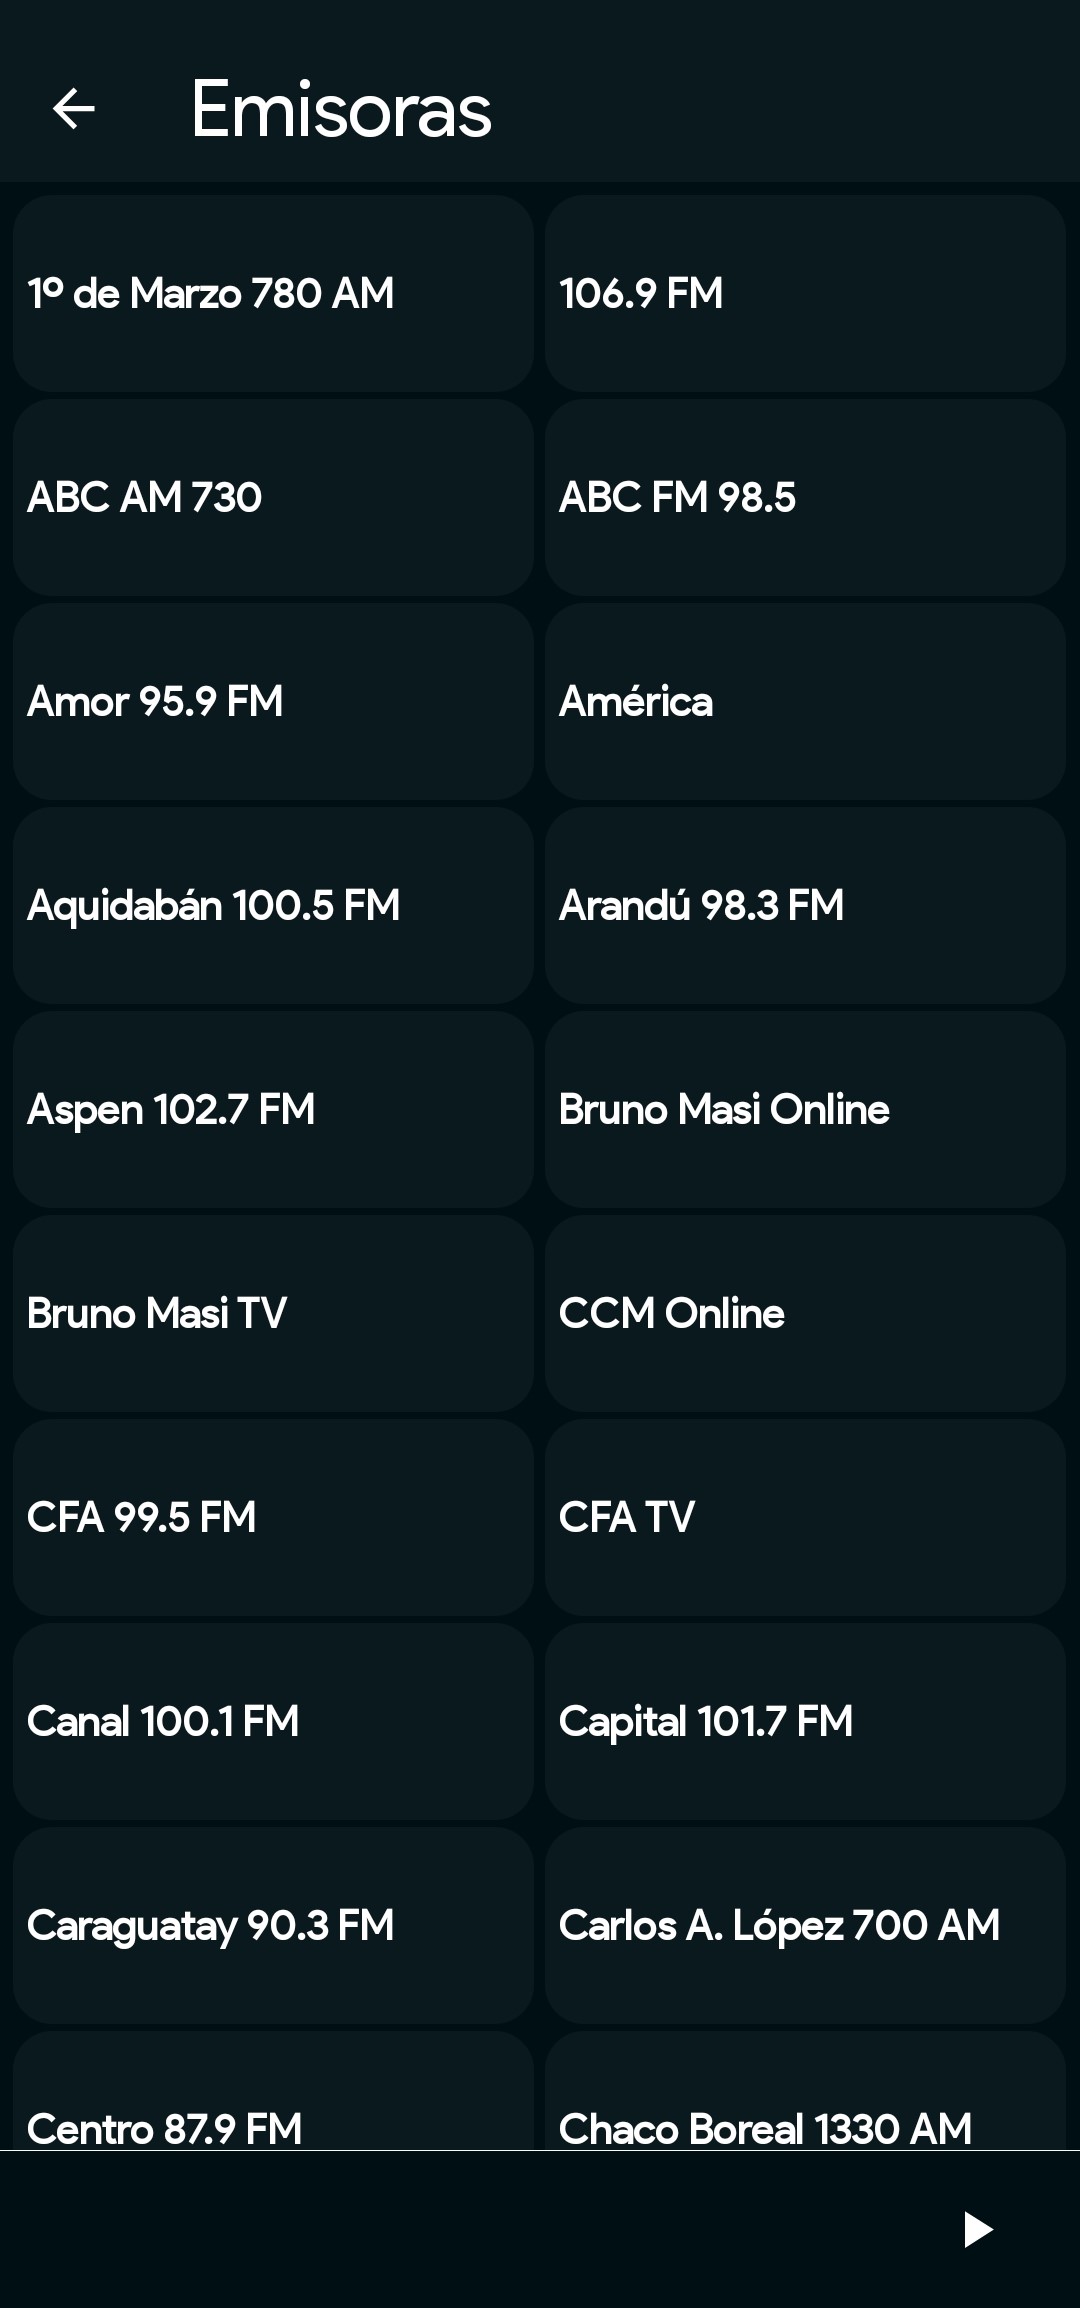 Emisoras
1º de Marzo 780 AM
106.9 FM
ABC AM 730
ABC FM 98.5
Amor 95.9 FM
América
Aquidabán 100.5 FM
Arandú 98.3 FM
Aspen 102.7 FM
Bruno Masi Online
Bruno Masi TV
CCM Online
CFA 99.5 FM
CFA TV
Canal 100.1 FM
Capital 101.7 FM
Caraguatay 90.3 FM
Carlos A. López 700 AM
Centro 87.9 FM
Chaco Boreal 1330 AM